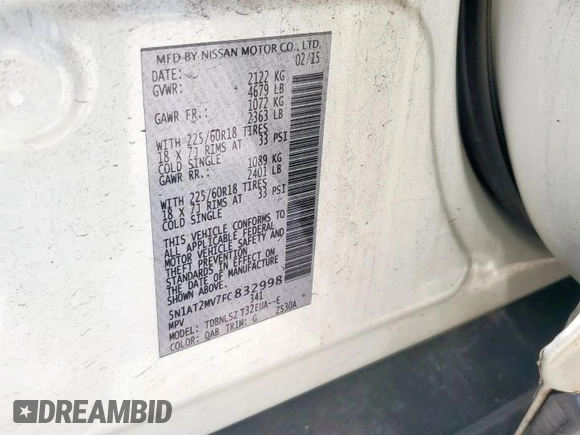 MFD BY NISSAN MOTOR CO., LTD.
DATE: 02/15
GVWR: 2122 KG
4679 LB
GAWR FR.: 1072 KG
2363 LB
WITH 225/60R18 TIRES
18 X 7J RIMS AT 33 PSI
COLD SINGLE
GAWR RR.: 1089 KG
2401 LB
WITH 225/60R18 TIRES
18 X 7J RIMS AT 33 PSI
COLD SINGLE
THIS VEHICLE CONFORMS TO
ALL APPLICABLE FEDERAL
MOTOR VEHICLE SAFETY AND
THEFT PREVENTION
STANDARDS IN EFFECT ON
THE DATE OF MANUFACTURE
SHOWN ABOVE.
5N1AT2MV7FC832998
MPV 341
MODEL: TDBNLSZ T32EUA--E
COLOR: QAB TRIM: G 2530A
DREAMBID